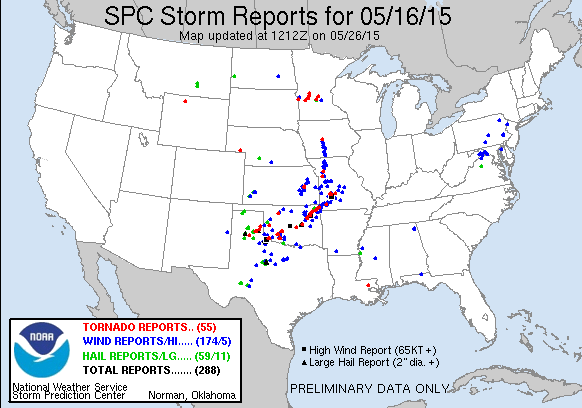 SPC Storm Reports for 05/16/15
Map updated at 1212Z on 05/26/15
TORNADO REPORTS.. (55)
WIND REPORTS/HI..... (174/5)
HAIL REPORTS/LG..... (59/11)
TOTAL REPORTS....... (288)
NOAA
National Weather Service
Storm Prediction Center Norman, Oklahoma
High Wind Report (65KT +)
Large Hail Report (2" dia. +)
PRELIMINARY DATA ONLY